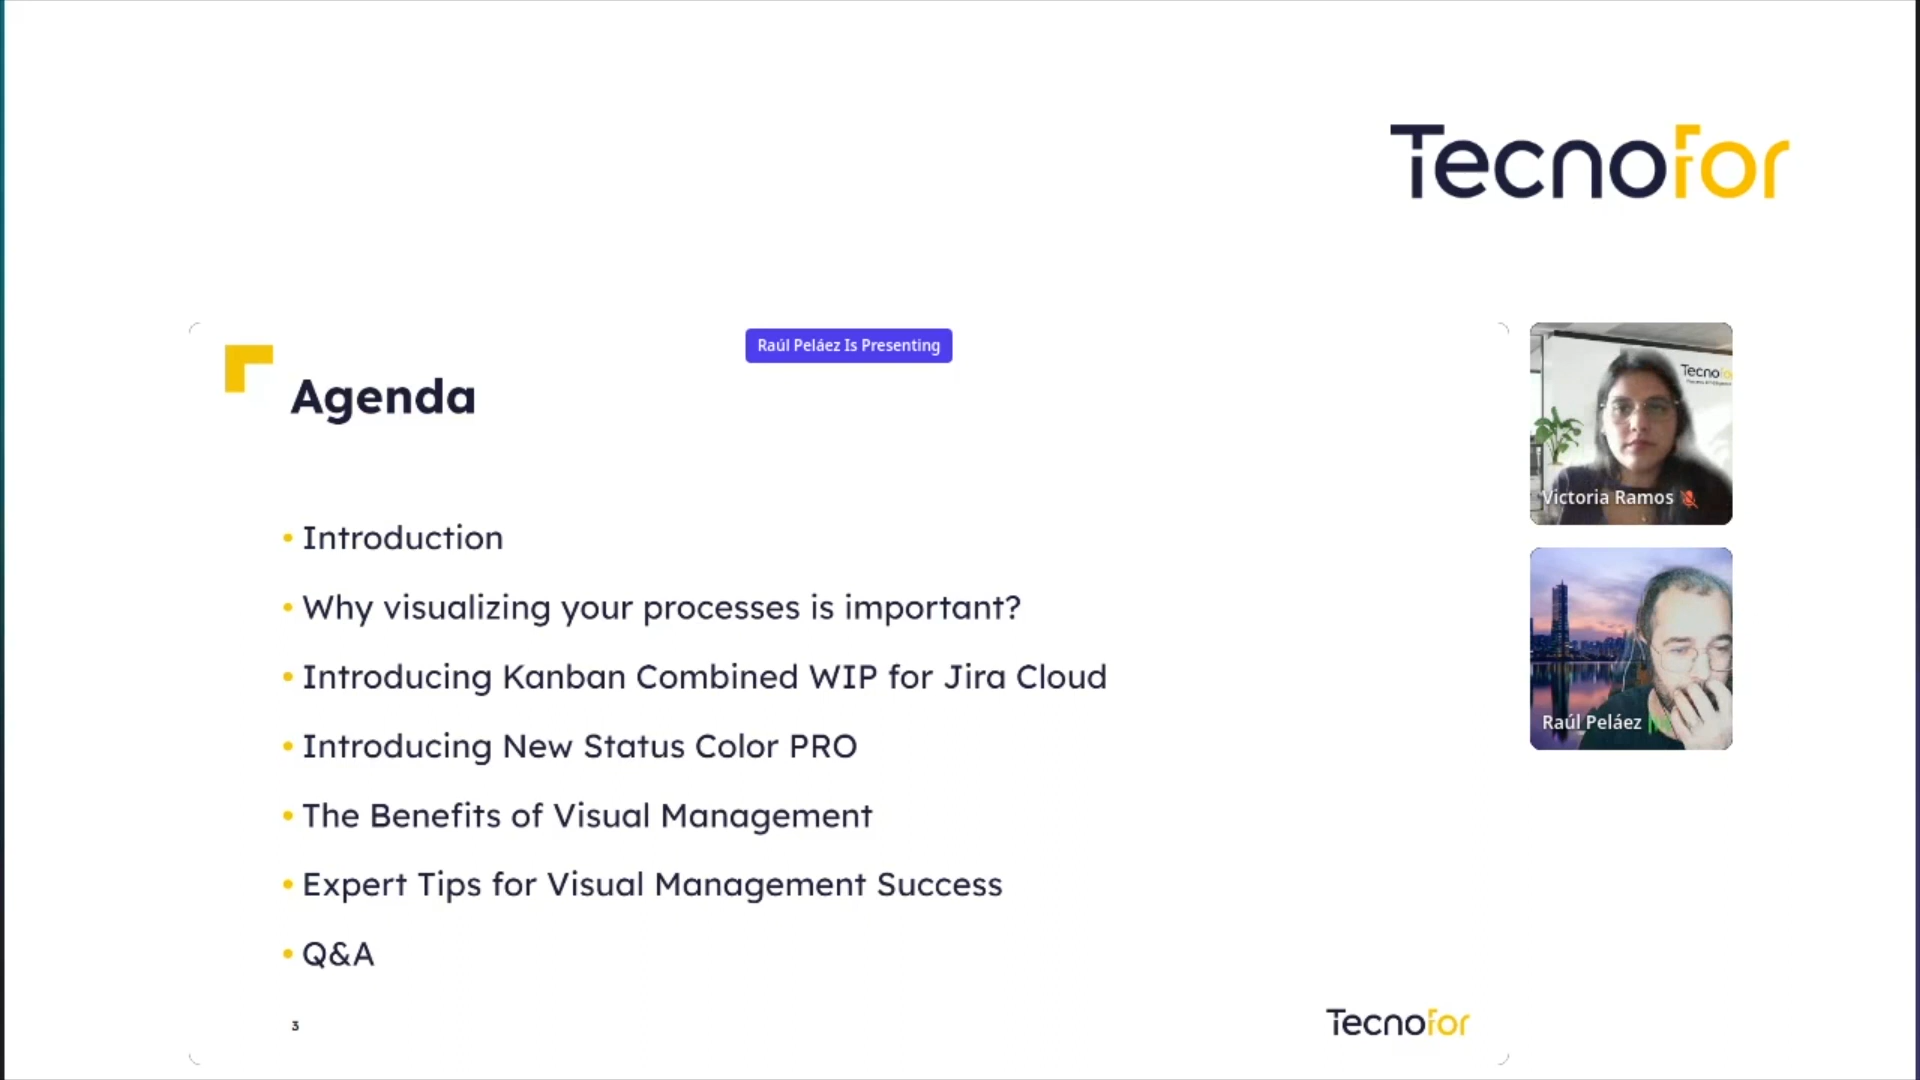 Tecnofor
Raúl Peláez Is Presenting
Agenda
• Introduction
• Why visualizing your processes is important?
• Introducing Kanban Combined WIP for Jira Cloud
• Introducing New Status Color PRO
• The Benefits of Visual Management
• Expert Tips for Visual Management Success
• Q&A
3
Tecnofor
Tecnofor
Victoria Ramos
Raúl Peláez